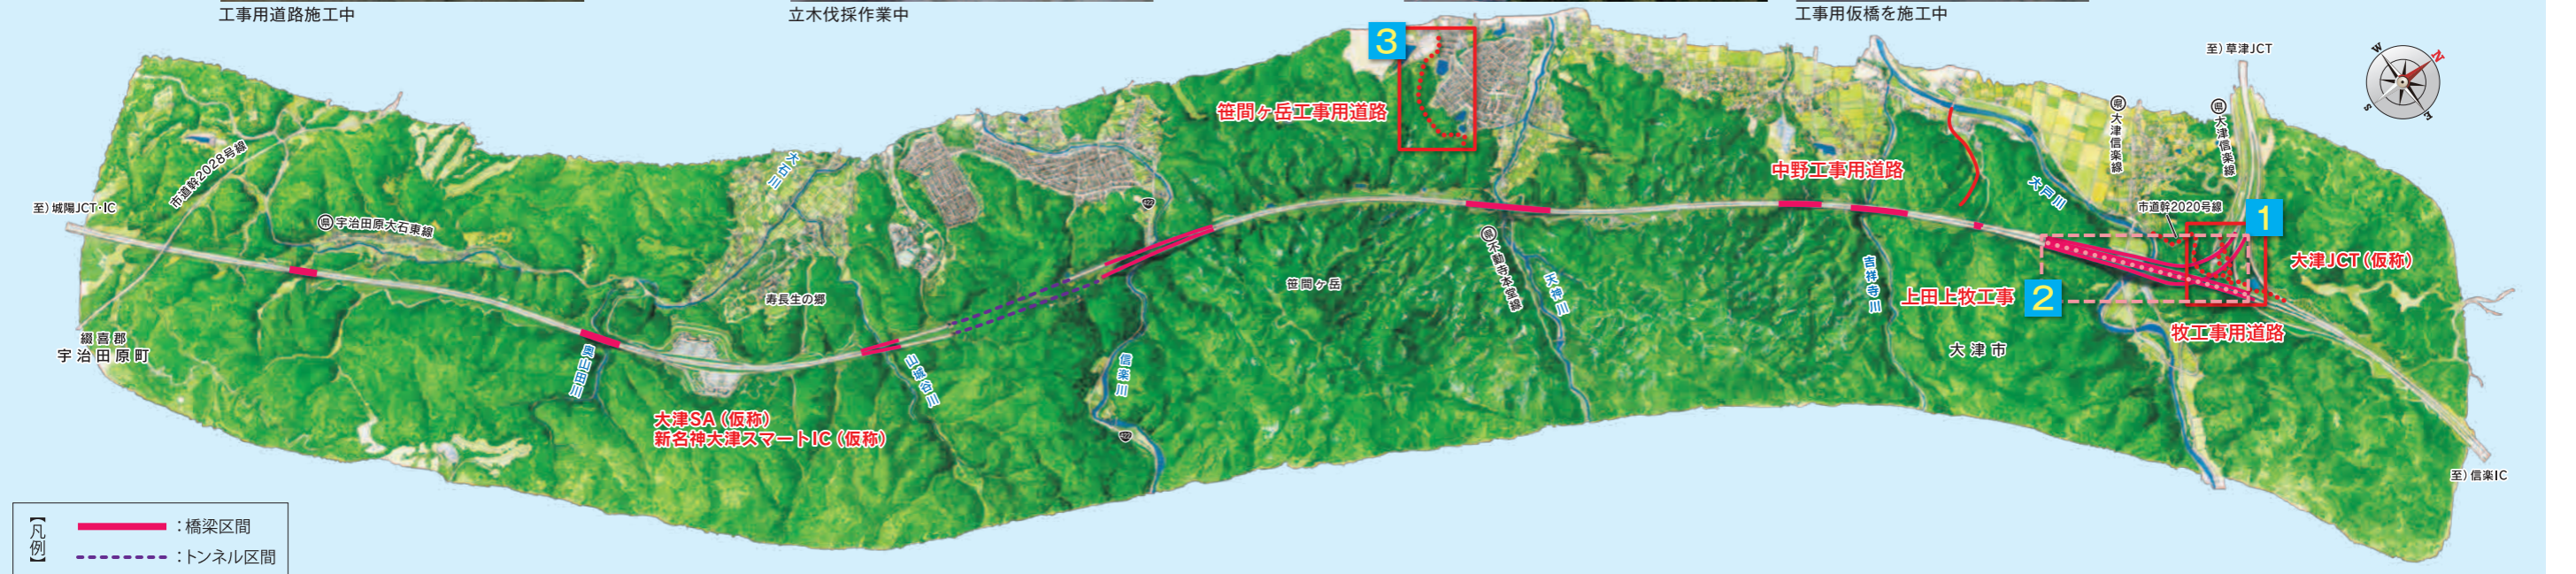 工事用道路施工中
立木伐採作業中
工事用仮橋を施工中
3
笹間ヶ岳工事用道路
至）草津JCT
W
N
S
E
県大津信楽線
県大津信楽線
市道幹2028号線
大石川
中野工事用道路
大戸川
市道幹2020号線
1
至）城陽JCT・IC
県宇治田原大石東線
422
県不動寺本堂線
天神川
吉祥寺川
大津JCT（仮称）
笹間ヶ岳
上田上牧工事
2
寿長生の郷
牧工事用道路
綴喜郡
宇治田原町
奥山田川
山城谷川
信楽川
大津市
大津SA（仮称）
新名神大津スマートIC（仮称）
422
至）信楽IC
【凡例】
：橋梁区間
：トンネル区間